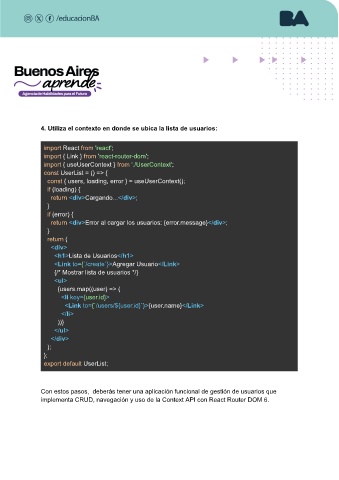 /educacionBA
BA
Buenos Aires
aprende
Agencia de Habilidades para el Futuro
4. Utiliza el contexto en donde se ubica la lista de usuarios:
import React from 'react';
import { Link } from 'react-router-dom';
import { useUserContext } from './UserContext';
const UserList = () => {
const { users, loading, error } = useUserContext();
if (loading) {
return <div>Cargando...</div>;
}
if (error) {
return <div>Error al cargar los usuarios: {error.message}</div>;
}
return (
<div>
<h1>Lista de Usuarios</h1>
<Link to={`/create`}>Agregar Usuario</Link>
{/* Mostrar lista de usuarios */}
<ul>
{users.map((user) => (
<li key={user.id}>
<Link to={`/users/${user.id}`}>{user.name}</Link>
<li>
))}
</ul>
</div>
);
};
export default UserList;
Con estos pasos, deberás tener una aplicación funcional de gestión de usuarios que
implementa CRUD, navegación y uso de la Context API con React Router DOM 6.